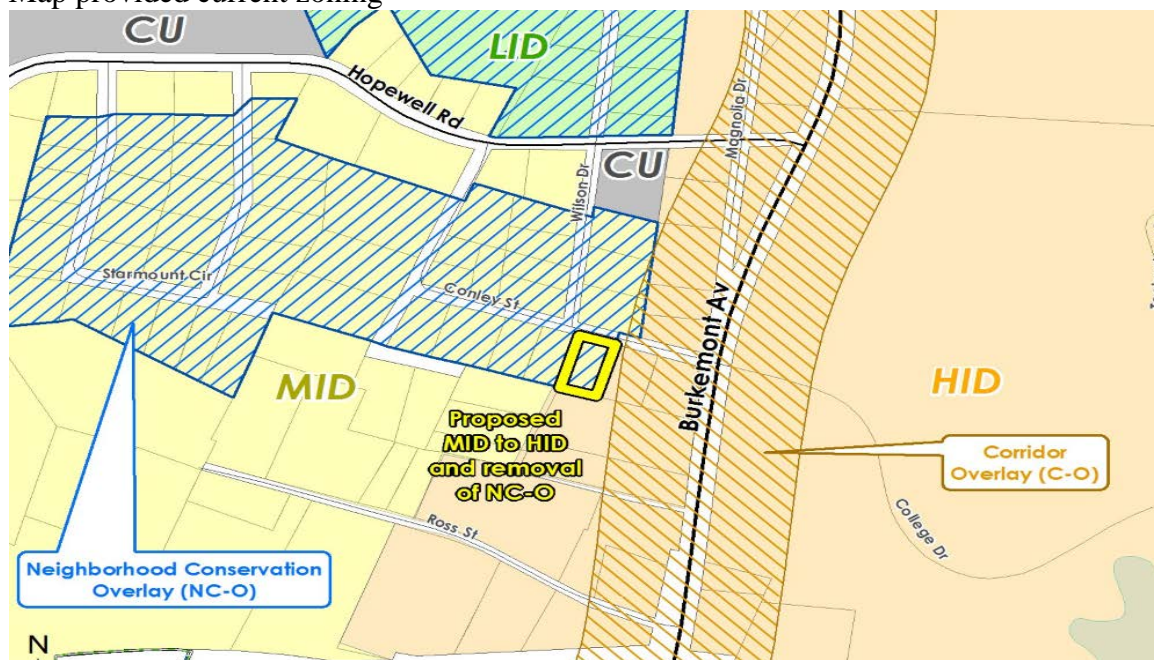 Map provided current zoning
CU
LID
Hopewell Rd
Magnolia Dr
CU
Wilson Dr
Starmount Cir
Conley St
MID
Burkemont Av
HID
Proposed
MID to HID
and removal
of NC-O
Corridor
Overlay (C-O)
Ross St
College Dr
Neighborhood Conservation
Overlay (NC-O)
N